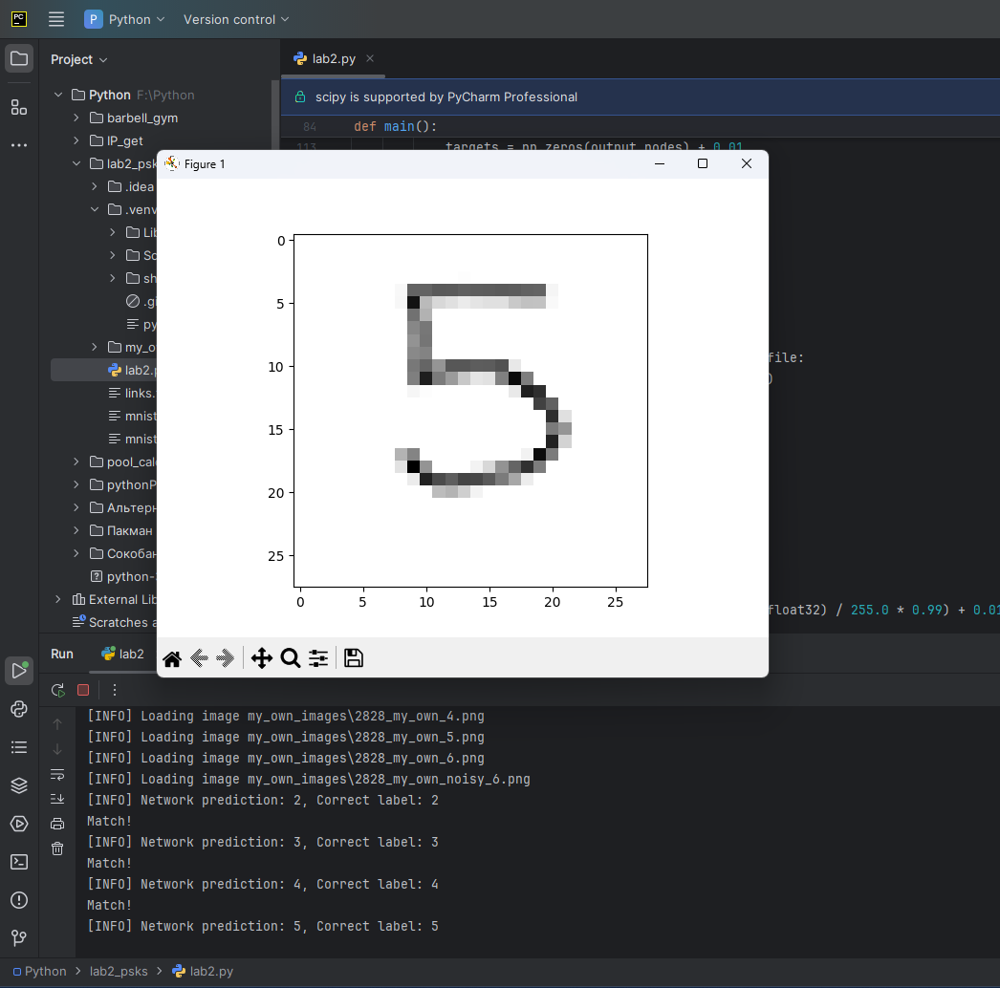 PC
P Python Version control
Project
lab2.py
Python F:\Python
scipy is supported by PyCharm Professional
barbell_gym
84 def main():
IP_get
113 targets = np.zeros(output_nodes) + 0.01
lab2_psk
Figure 1
.idea
.venv
Lib
Sc
sh
.gi
py
my_o
lab2.p
links.
mnist
mnist
pool_cal
pythonP
Альтерн
Пакман
Сокобан
python-
External Lib
Scratches a
0
5
10
15
20
25
0 5 10 15 20 25
file:
)
float32) / 255.0 * 0.99) + 0.01
Run lab2
[INFO] Loading image my_own_images\2828_my_own_4.png
[INFO] Loading image my_own_images\2828_my_own_5.png
[INFO] Loading image my_own_images\2828_my_own_6.png
[INFO] Loading image my_own_images\2828_my_own_noisy_6.png
[INFO] Network prediction: 2, Correct label: 2
Match!
[INFO] Network prediction: 3, Correct label: 3
Match!
[INFO] Network prediction: 4, Correct label: 4
Match!
[INFO] Network prediction: 5, Correct label: 5
Python > lab2_psks > lab2.py